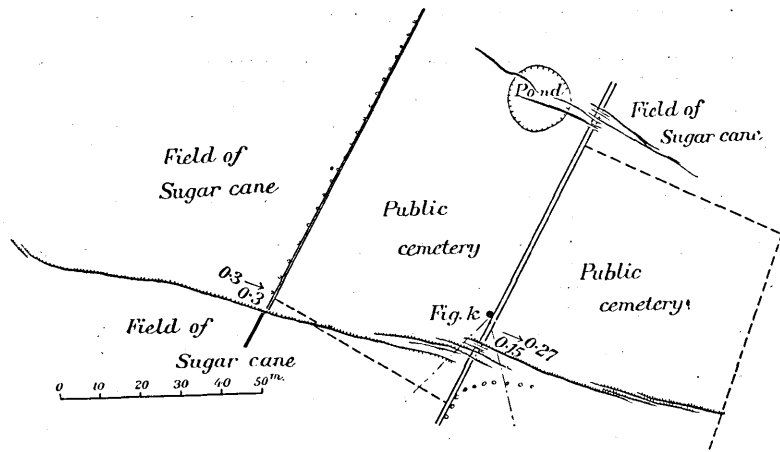 Pond
Field of
Sugar cane.
Field of
Sugar cane
Public
cemetery
Public
cemetery
0.3→
0.3
Fig. k
→0.27
0.15
Field of
Sugar cane
0 10 20 30 40 50 m.